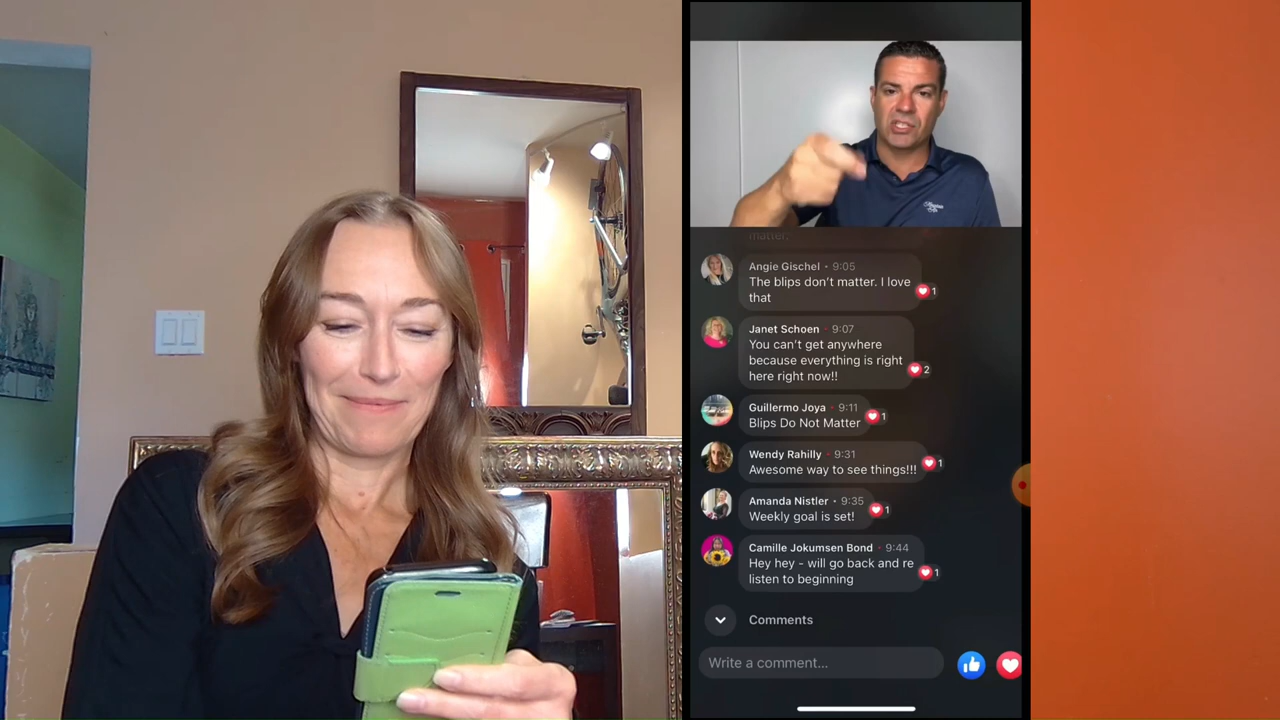 matter.
Angie Gischel · 9:05
The blips don't matter. I love
that
1
Janet Schoen · 9:07
You can't get anywhere
because everything is right
here right now!!
2
Guillermo Joya · 9:11
Blips Do Not Matter
1
Wendy Rahilly · 9:31
Awesome way to see things!!!
1
Amanda Nistler · 9:35
Weekly goal is set!
1
Camille Jokumsen Bond · 9:44
Hey hey - will go back and re
listen to beginning
1
Comments
Write a comment...